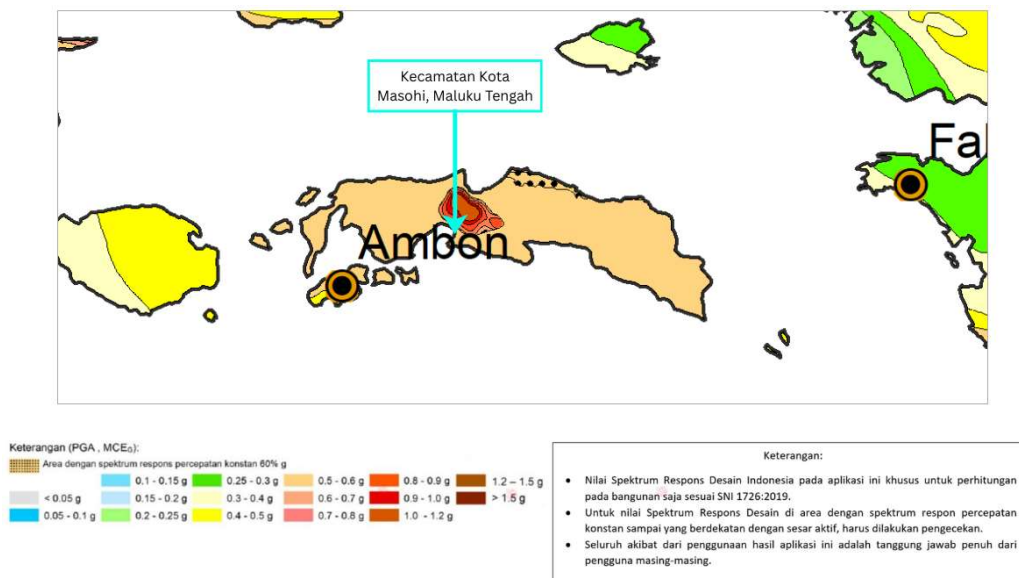 Kecamatan Kota
Masohi, Maluku Tengah
Fal
Ambon
Keterangan (PGA , MCE_G):
Area dengan spektrum respons percepatan konstan 60% g
0.1 - 0.15 g 0.25 - 0.3 g 0.5 - 0.6 g 0.8 - 0.9 g 1.2 – 1.5 g
< 0.05 g 0.15 - 0.2 g 0.3 - 0.4 g 0.6 - 0.7 g 0.9 - 1.0 g > 1.5 g
0.05 - 0.1 g 0.2 - 0.25 g 0.4 - 0.5 g 0.7 - 0.8 g 1.0 - 1.2 g
Keterangan:
• Nilai Spektrum Respons Desain Indonesia pada aplikasi ini khusus untuk perhitungan
pada bangunan saja sesuai SNI 1726:2019.
• Untuk nilai Spektrum Respons Desain di area dengan spektrum respon percepatan
konstan sampai yang berdekatan dengan sesar aktif, harus dilakukan pengecekan.
• Seluruh akibat dari penggunaan hasil aplikasi ini adalah tanggung jawab penuh dari
pengguna masing-masing.